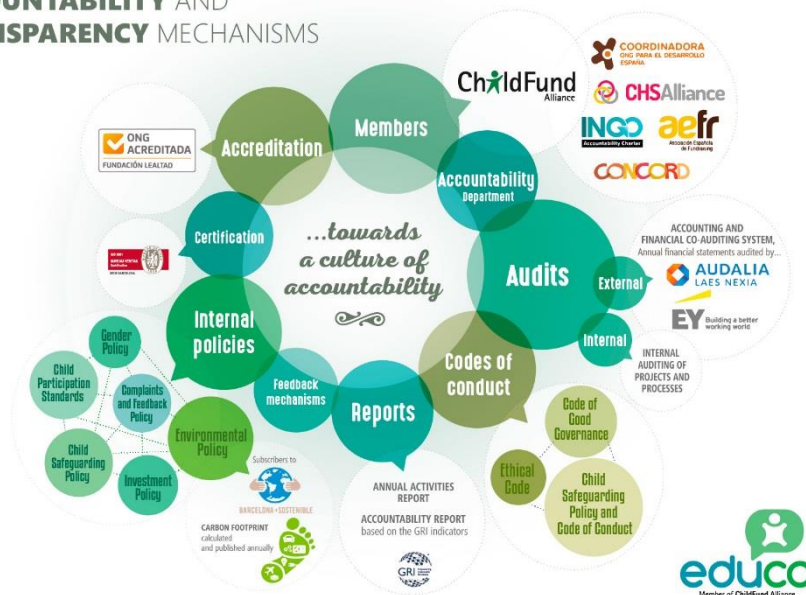 OUNTABILITY AND
NSPARENCY MECHANISMS
ChildFund
Alliance
COORDINADORA
ONG PARA EL DESARROLLO
ESPAÑA
CHSAlliance
INGO
Accountability Charter
aefr
Asociación Española
de Fundraising
CONCORD
ONG
ACREDITADA
FUNDACIÓN LEALTAD
Accreditation
Members
Accountability
Department
Certification
...towards
a culture of
accountability
Audits
External
Internal
ACCOUNTING AND
FINANCIAL CO-AUDITING SYSTEM,
Annual financial statements audited by...
AUDALIA
LAES NEXIA
EY
Building a better
working world
INTERNAL
AUDITING OF
PROJECTS AND
PROCESSES
Internal
policies
Feedback
mechanisms
Reports
Codes of
conduct
Gender
Policy
Child
Participation
Standards
Complaints
and Feedback
Policy
Child
Safeguarding
Policy
Investment
Policy
Environmental
Policy
Subscribers to
BARCELONA+SOSTENIBLE
CARBON FOOTPRINT
calculated
and published annually
ANNUAL ACTIVITIES
REPORT
ACCOUNTABILITY REPORT
based on the GRI indicators
GRI
Code of
Good
Governance
Ethical
Code
Child
Safeguarding
Policy and
Code of Conduct
educo
Member of ChildFund Alliance